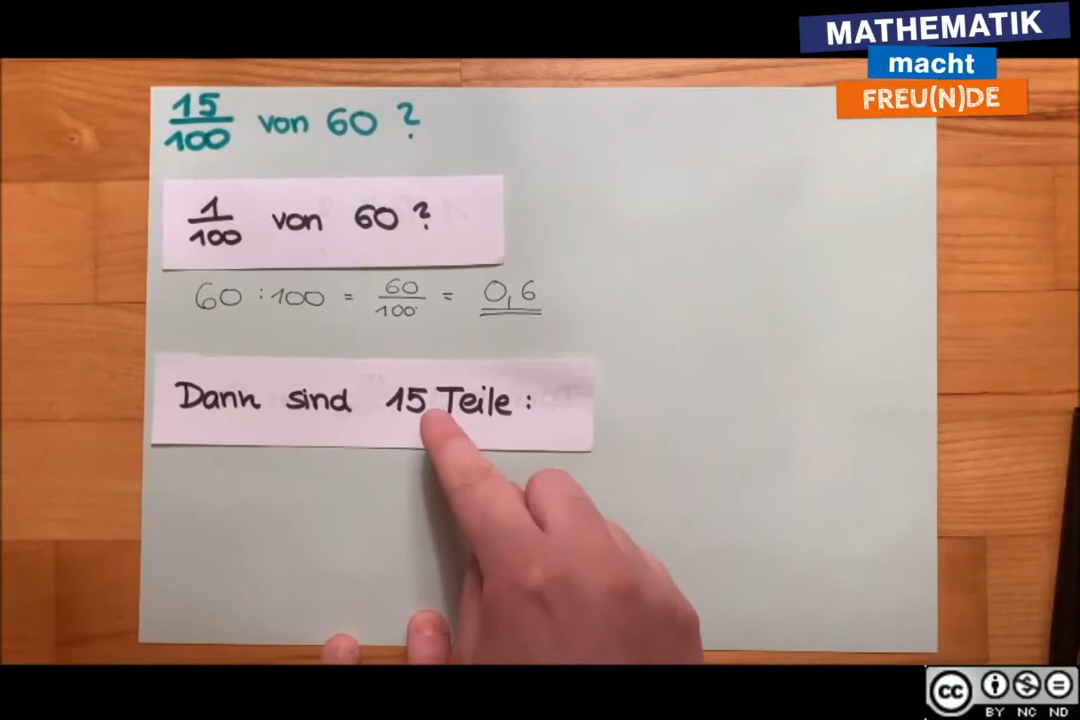 MATHEMATIK
macht
FREU(N)DE
15/100 von 60 ?
1/100 von 60 ?
60 : 100 = 60/100 = 0,6
Dann sind 15 Teile :
cc
BY NC ND